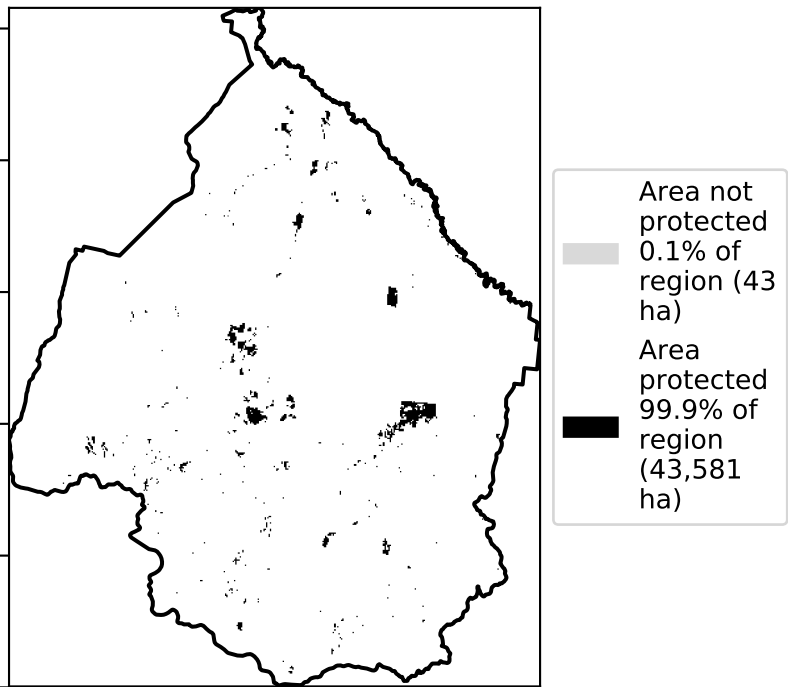 Area not
protected
0.1% of
region (43
ha)
Area
protected
99.9% of
region
(43,581
ha)